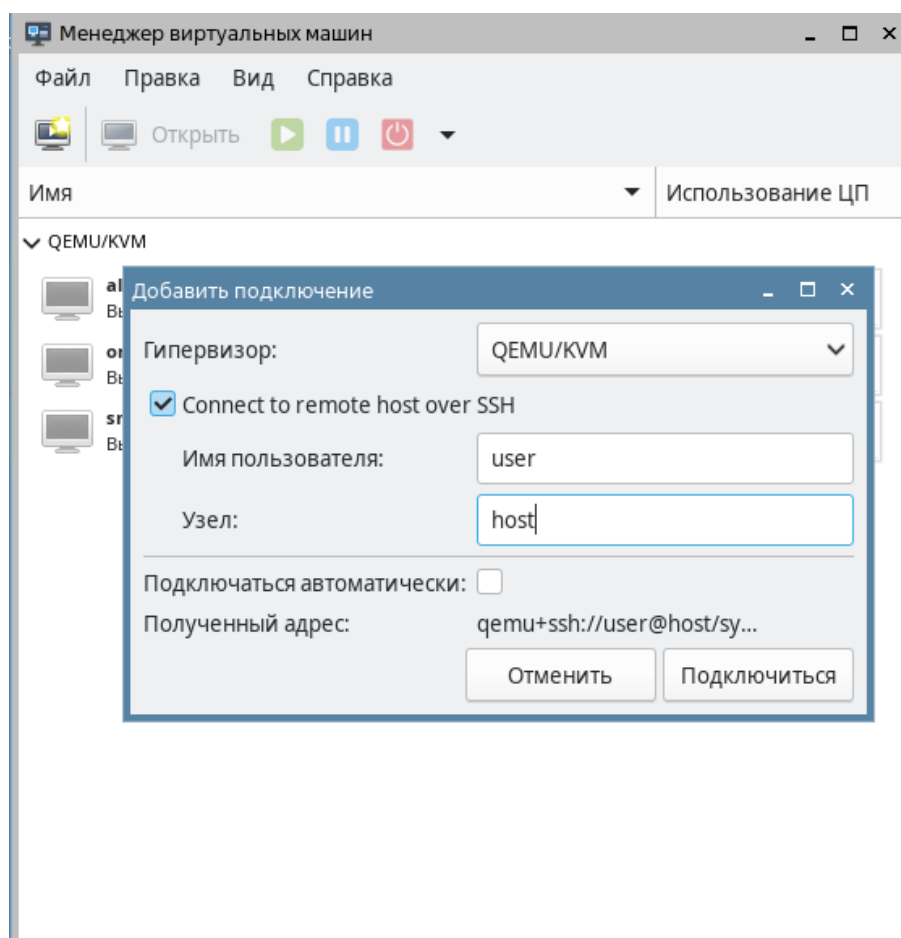 Менеджер виртуальных машин
Файл Правка Вид Справка
Открыть
Имя Использование ЦП
QEMU/KVM
Добавить подключение
Гипервизор: QEMU/KVM
Connect to remote host over SSH
Имя пользователя: user
Узел: host
Подключаться автоматически:
Полученный адрес: qemu+ssh://user@host/sy...
Отменить Подключиться